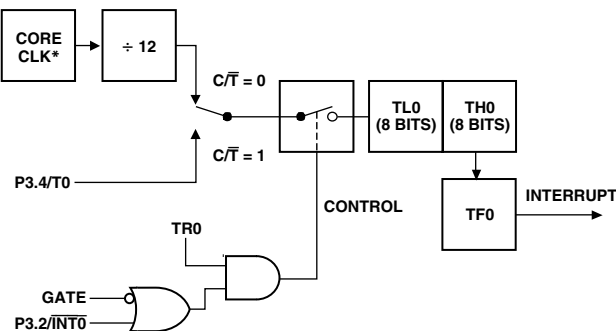 CORE
CLK*
÷ 12
C/T̅ = 0
TL0
(8 BITS)
TH0
(8 BITS)
C/T̅ = 1
P3.4/T0
INTERRUPT
TF0
CONTROL
TR0
GATE
P3.2/I̅N̅T̅0̅